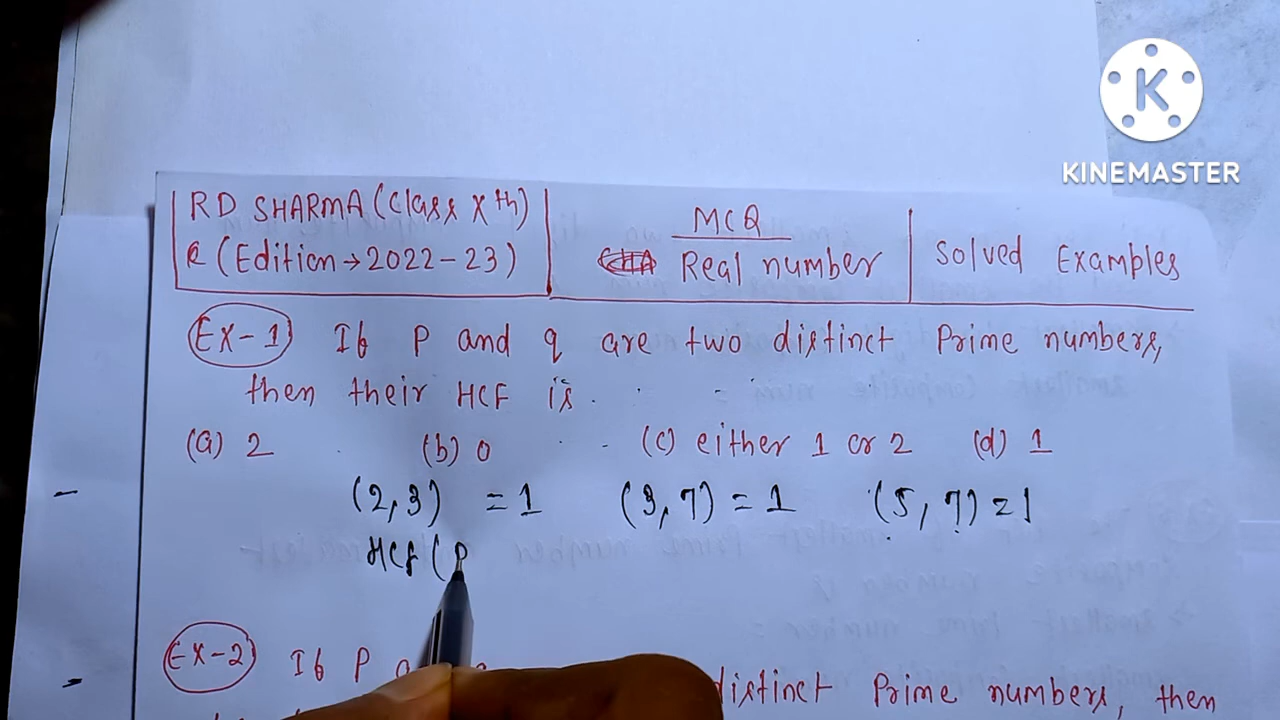 KINEMASTER
RD SHARMA (Class Xth)
(Edition → 2022-23)
MCQ
Real number
Solved Examples
EX-1 If P and q are two distinct Prime numbers,
then their HCF is
(a) 2 (b) 0 (c) either 1 or 2 (d) 1
(2,3) = 1 (3,7) = 1 (5,7) = 1
HCF (P
EX-2 If P distinct Prime numbers, then